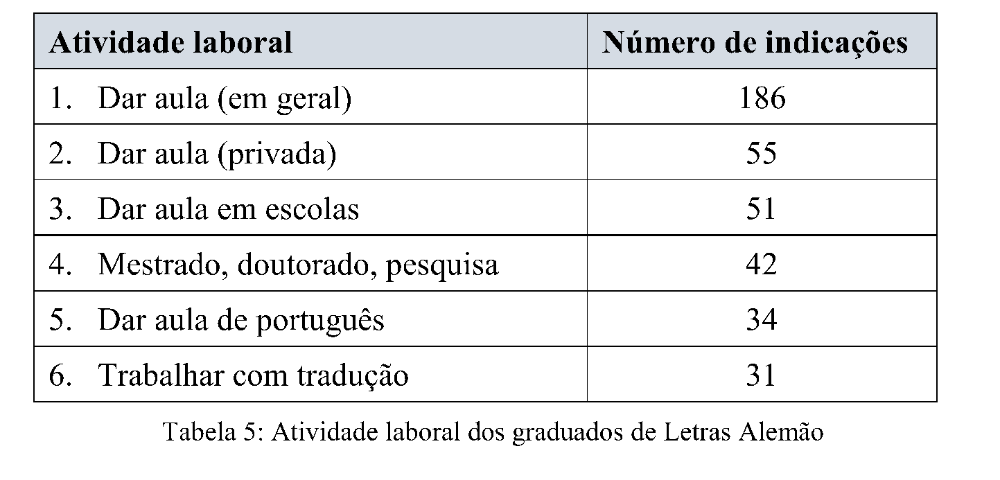 Atividade laboral Número de indicações
1. Dar aula (em geral) 186
2. Dar aula (privada) 55
3. Dar aula em escolas 51
4. Mestrado, doutorado, pesquisa 42
5. Dar aula de português 34
6. Trabalhar com tradução 31
Tabela 5: Atividade laboral dos graduados de Letras Alemão